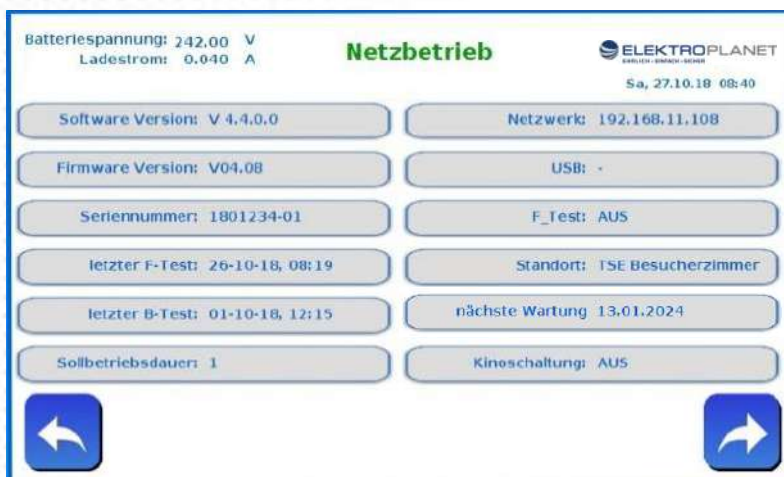 Batteriespannung: 242.00 V
Ladestrom: 0.040 A
Netzbetrieb
ELEKTROPLANET
EHRLICH - EINFACH - SICHER
Sa, 27.10.18 08:40
Software Version: V 4.4.0.0
Netzwerk: 192.168.11.108
Firmware Version: V04.08
USB: -
Seriennummer: 1801234-01
F_Test: AUS
letzter F-Test: 26-10-18, 08:19
Standort: TSE Besucherzimmer
letzter B-Test: 01-10-18, 12:15
nächste Wartung 13.01.2024
Sollbetriebsdauer: 1
Kinoschaltung: AUS